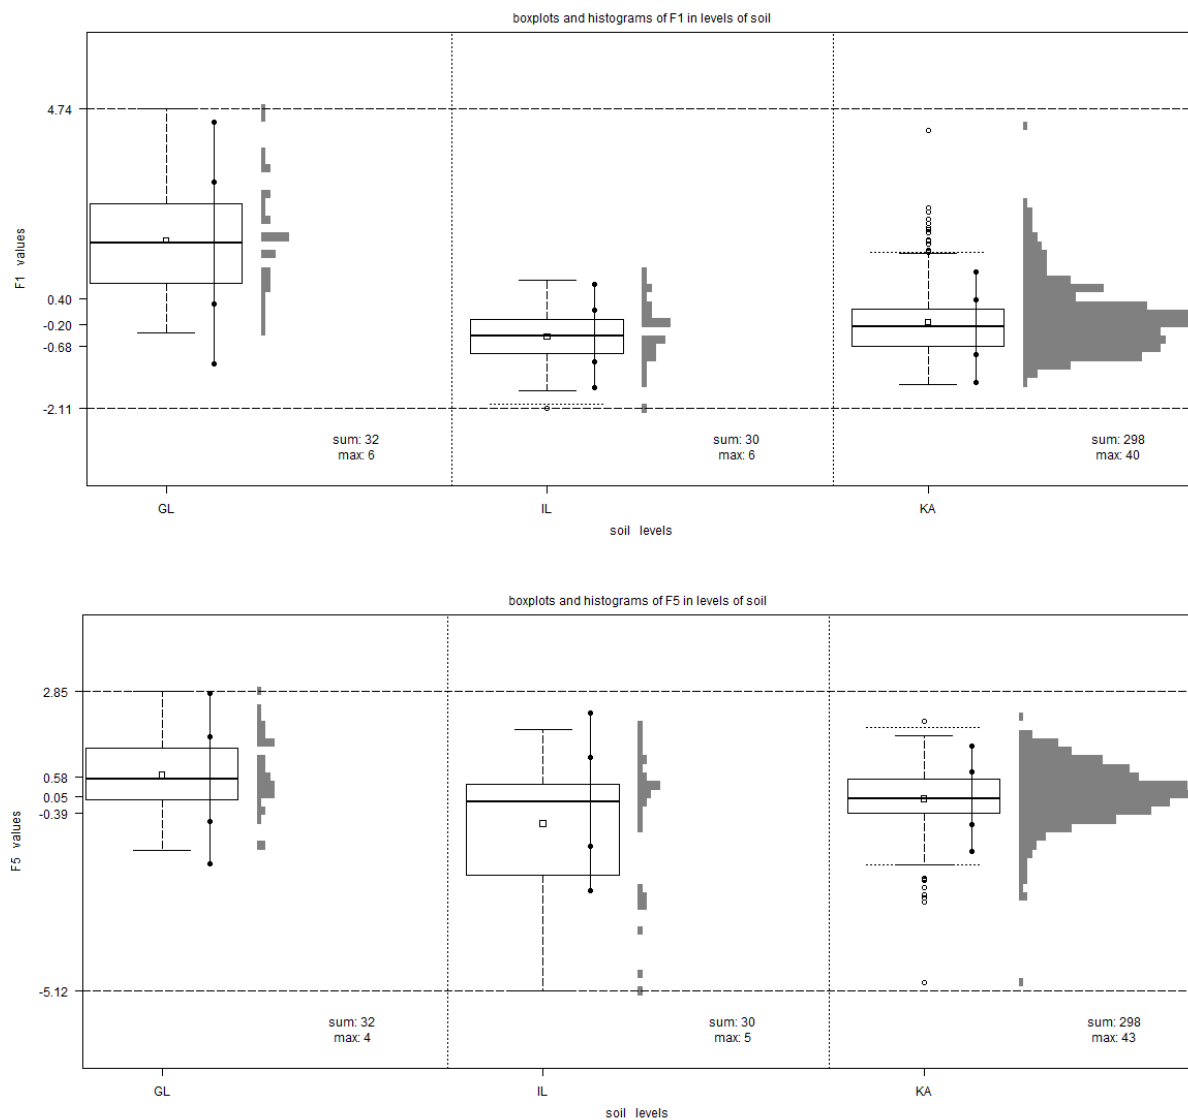 boxplots and histograms of F1 in levels of soil
F1 values
4.74
0.40
-0.20
-0.68
-2.11
sum: 32
max: 6
sum: 30
max: 6
sum: 298
max: 40
GL
IL
KA
soil levels
boxplots and histograms of F5 in levels of soil
F5 values
2.85
0.58
0.05
-0.39
-5.12
sum: 32
max: 4
sum: 30
max: 5
sum: 298
max: 43
GL
IL
KA
soil levels